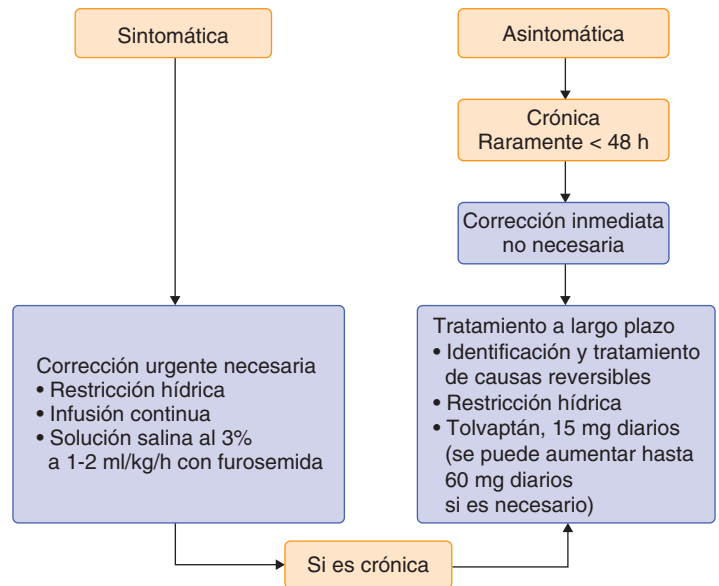 Sintomática
Asintomática
Crónica
Raramente < 48 h
Corrección inmediata
no necesaria
Corrección urgente necesaria
• Restricción hídrica
• Infusión continua
• Solución salina al 3%
a 1-2 ml/kg/h con furosemida
Tratamiento a largo plazo
• Identificación y tratamiento
de causas reversibles
• Restricción hídrica
• Tolvaptán, 15 mg diarios
(se puede aumentar hasta
60 mg diarios
si es necesario)
Si es crónica